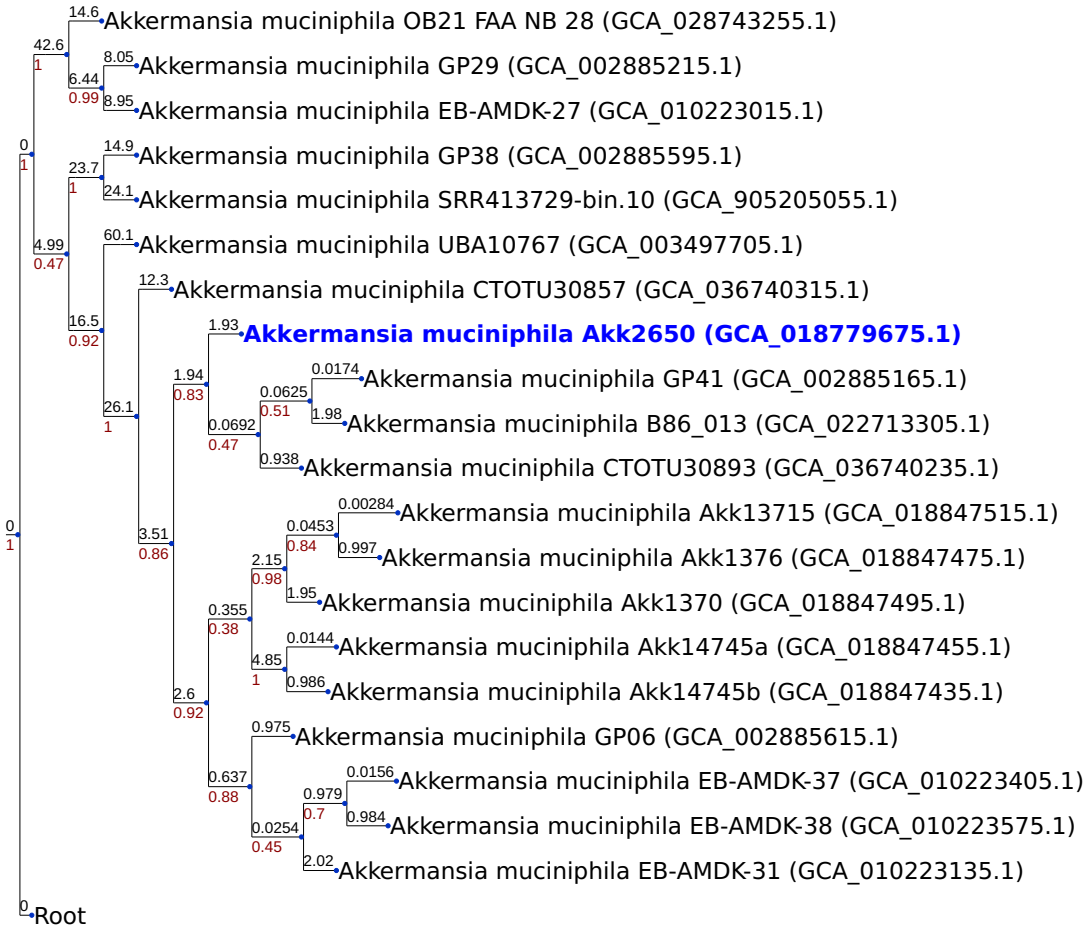 14.6
Akkermansia muciniphila OB21 FAA NB 28 (GCA_028743255.1)
42.6
1
8.05
Akkermansia muciniphila GP29 (GCA_002885215.1)
6.44
0.99
8.95
Akkermansia muciniphila EB-AMDK-27 (GCA_010223015.1)
0
1
14.9
Akkermansia muciniphila GP38 (GCA_002885595.1)
23.7
1
24.1
Akkermansia muciniphila SRR413729-bin.10 (GCA_905205055.1)
4.99
0.47
60.1
Akkermansia muciniphila UBA10767 (GCA_003497705.1)
12.3
Akkermansia muciniphila CTOTU30857 (GCA_036740315.1)
16.5
0.92
1.93
Akkermansia muciniphila Akk2650 (GCA_018779675.1)
1.94
0.83
0.0174
Akkermansia muciniphila GP41 (GCA_002885165.1)
0.0625
0.51
1.98
Akkermansia muciniphila B86_013 (GCA_022713305.1)
26.1
1
0.0692
0.47
0.938
Akkermansia muciniphila CTOTU30893 (GCA_036740235.1)
0.00284
Akkermansia muciniphila Akk13715 (GCA_018847515.1)
0
1
3.51
0.86
0.0453
0.84
0.997
Akkermansia muciniphila Akk1376 (GCA_018847475.1)
2.15
0.98
1.95
Akkermansia muciniphila Akk1370 (GCA_018847495.1)
0.355
0.38
0.0144
Akkermansia muciniphila Akk14745a (GCA_018847455.1)
4.85
1
0.986
Akkermansia muciniphila Akk14745b (GCA_018847435.1)
2.6
0.92
0.975
Akkermansia muciniphila GP06 (GCA_002885615.1)
0.637
0.88
0.0156
Akkermansia muciniphila EB-AMDK-37 (GCA_010223405.1)
0.979
0.7
0.984
Akkermansia muciniphila EB-AMDK-38 (GCA_010223575.1)
0.0254
0.45
2.02
Akkermansia muciniphila EB-AMDK-31 (GCA_010223135.1)
0
Root